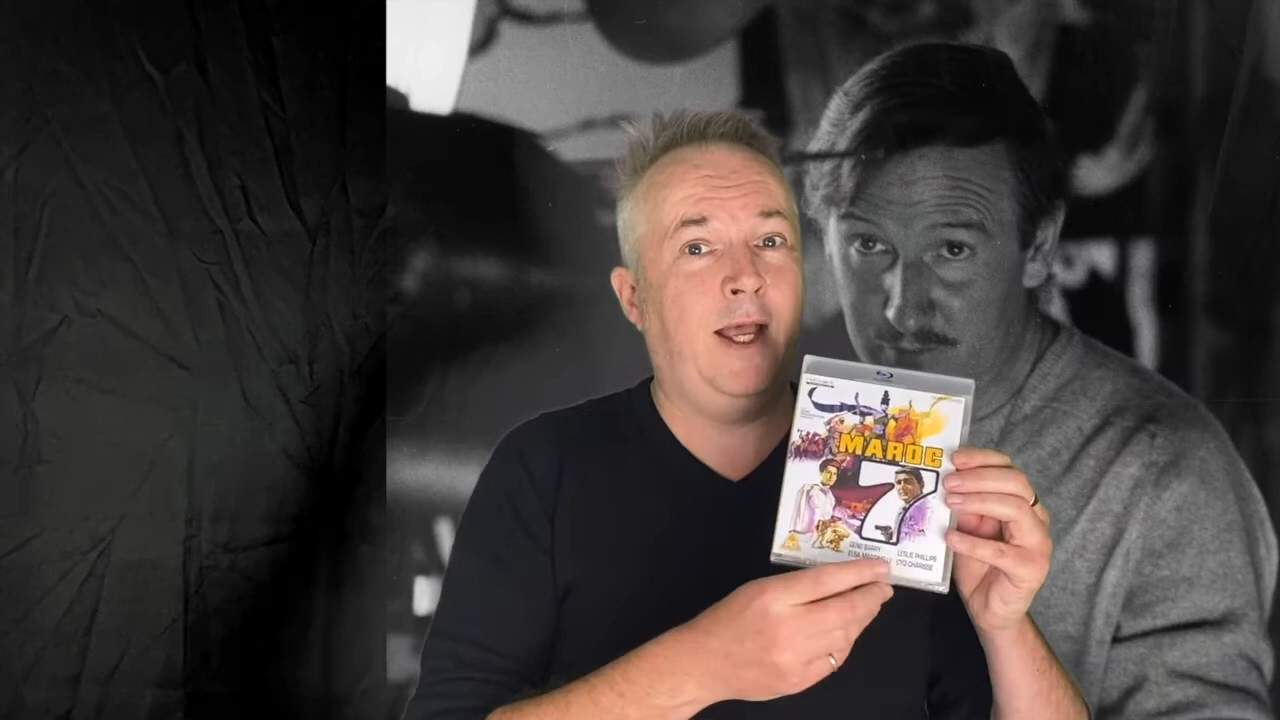 MAROC
7
GENE BARRY
LESLIE PHILLIPS
ELSA MARTINELLI
CYD CHARISSE